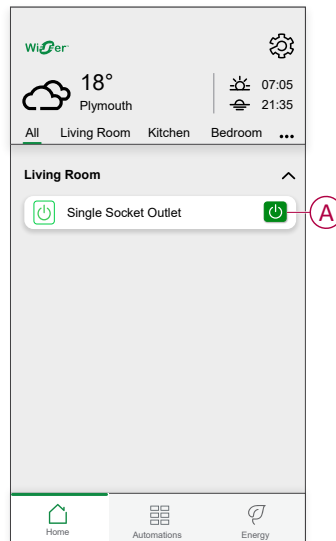 Wiser
18°
Plymouth
07:05
21:35
All Living Room Kitchen Bedroom ...
Living Room
Single Socket Outlet
A
Home Automations Energy